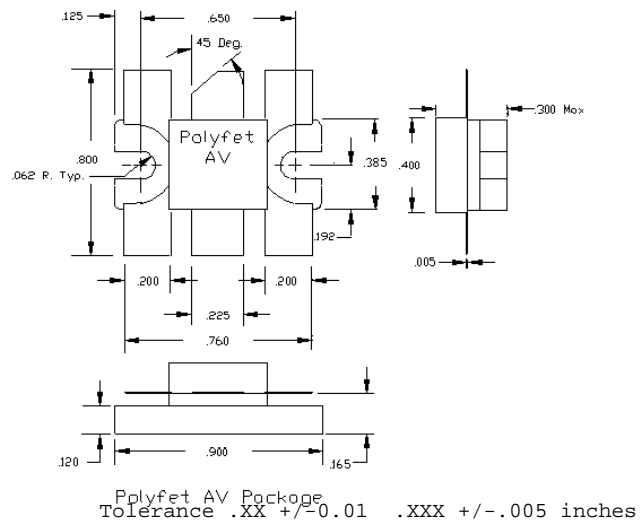 .125
.650
45 Deg.
.300 Max
Polyfet
AV
.800
.385
.400
.062 R. Typ.
.192
.005
.200
.200
.225
.760
.120
.900
.165
Polyfet AV Package
Tolerance .XX +/-0.01 .XXX +/-.005 inches